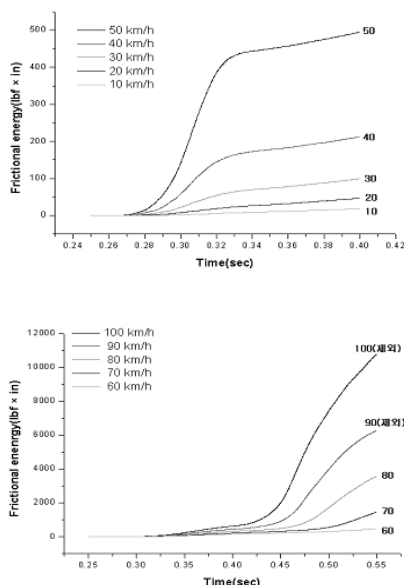 500
400
300
200
100
0
Frictional energy(lbf × in)
50 km/h
40 km/h
30 km/h
20 km/h
10 km/h
50
40
30
20
10
0.24 0.26 0.28 0.30 0.32 0.34 0.36 0.38 0.40 0.42
Time(sec)
12000
10000
8000
6000
4000
2000
0
Frictional enenrgy(lbf × in)
100 km/h
90 km/h
80 km/h
70 km/h
60 km/h
100(제외)
90(제외)
80
70
60
0.25 0.30 0.35 0.40 0.45 0.50 0.55
Time(sec)